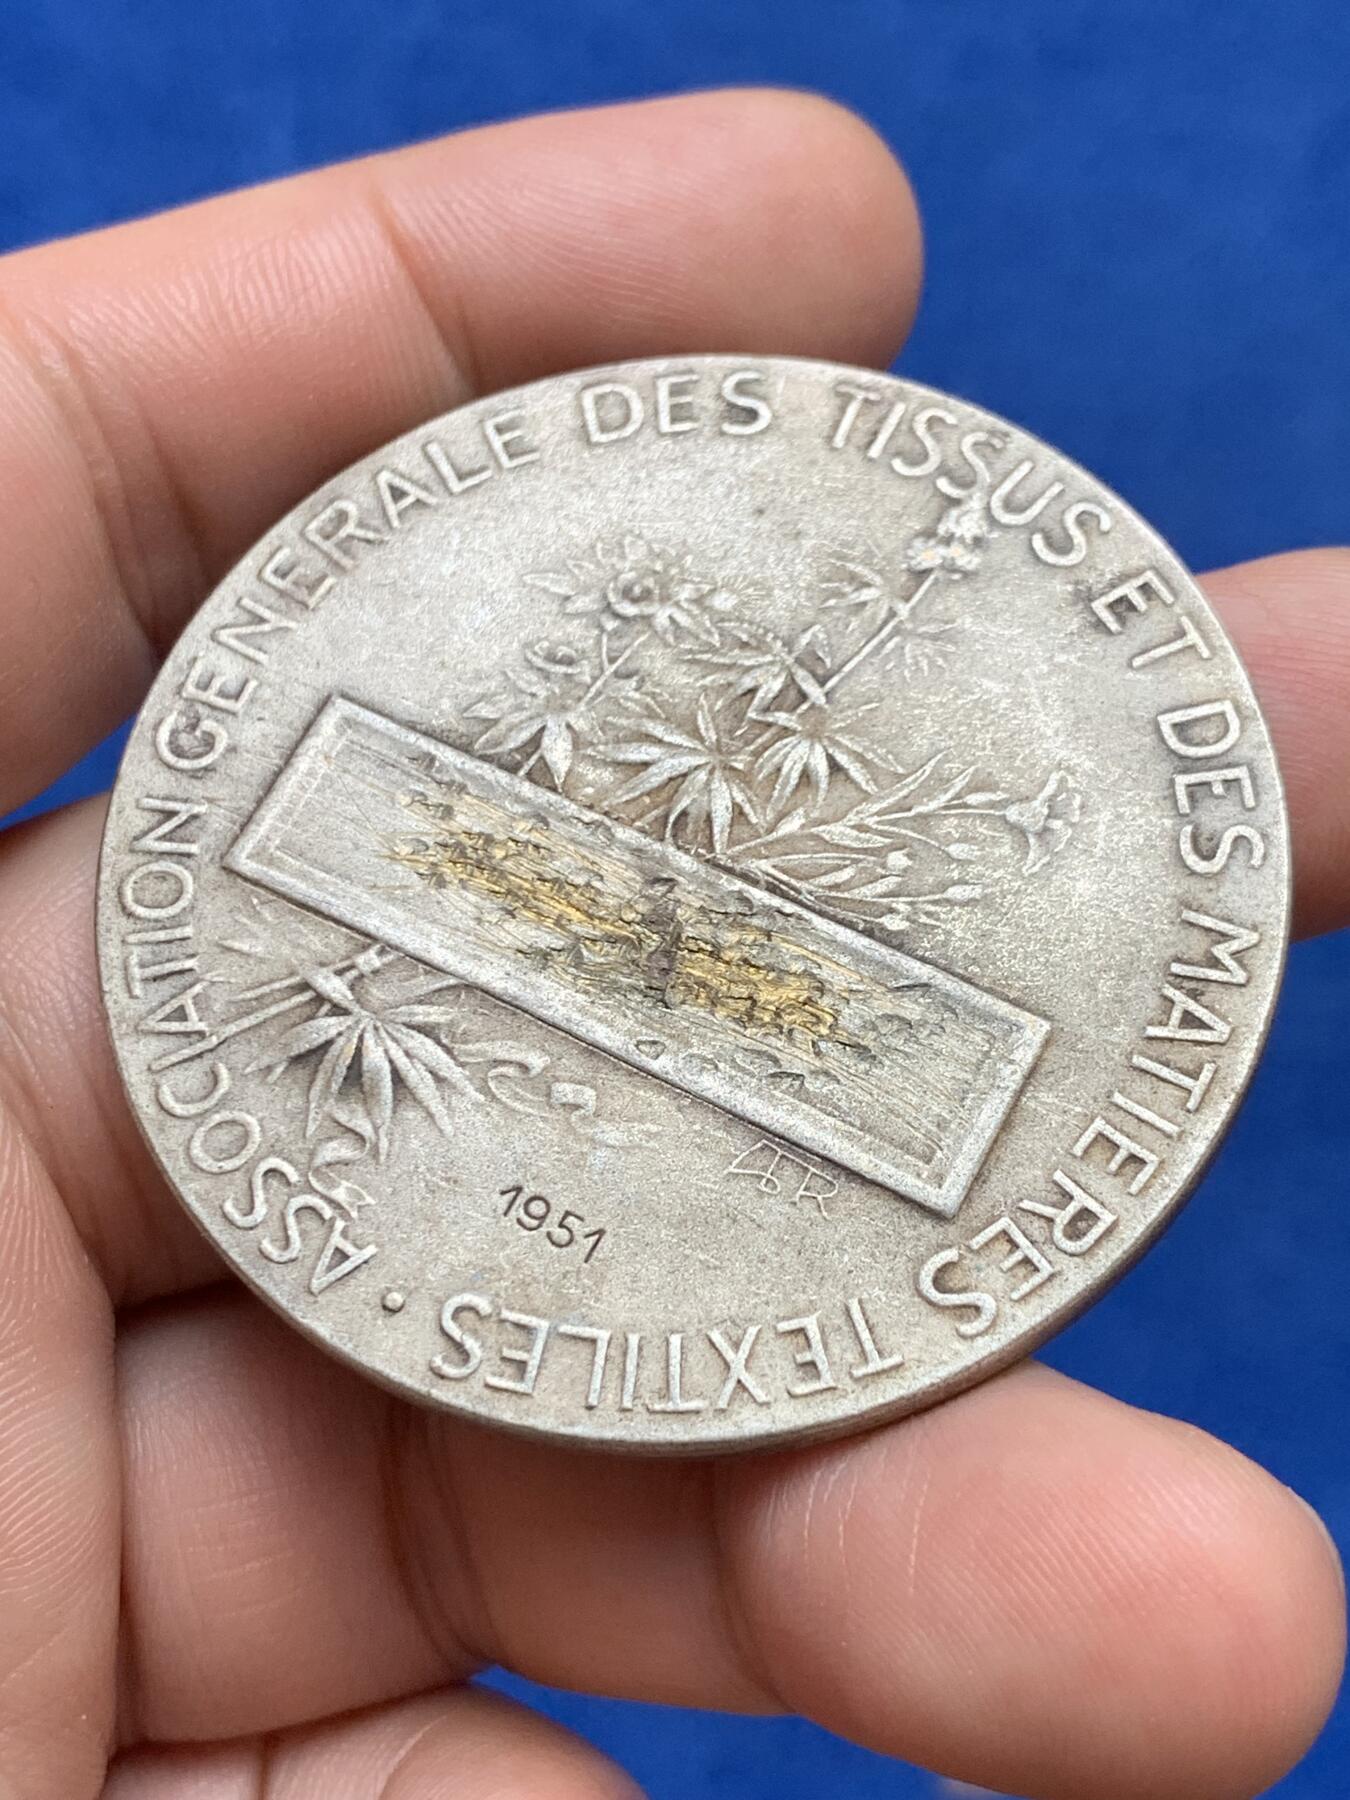 ASSOCIATION GENERALE DES TISSUS ET DES MATIERES TEXTILES •
1951